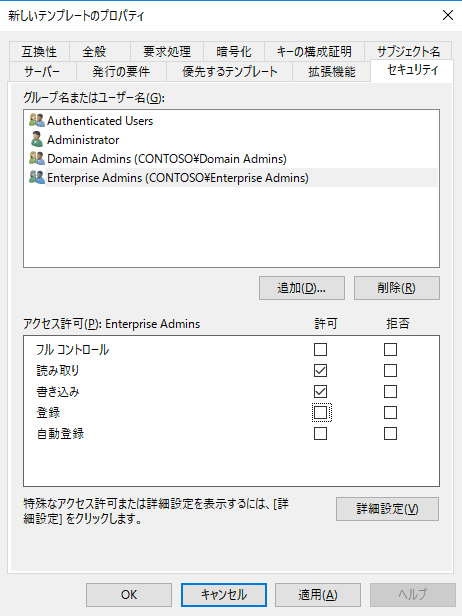 新しいテンプレートのプロパティ
互換性 全般 要求処理 暗号化 キーの構成証明 サブジェクト名
サーバー 発行の要件 優先するテンプレート 拡張機能 セキュリティ
グループ名またはユーザー名(G):
Authenticated Users
Administrator
Domain Admins (CONTOSO¥Domain Admins)
Enterprise Admins (CONTOSO¥Enterprise Admins)
追加(D)... 削除(R)
アクセス許可(P): Enterprise Admins 許可 拒否
フル コントロール
読み取り
書き込み
登録
自動登録
特殊なアクセス許可または詳細設定を表示するには、[詳
細設定] をクリックします。
詳細設定(V)
OK キャンセル 適用(A) ヘルプ